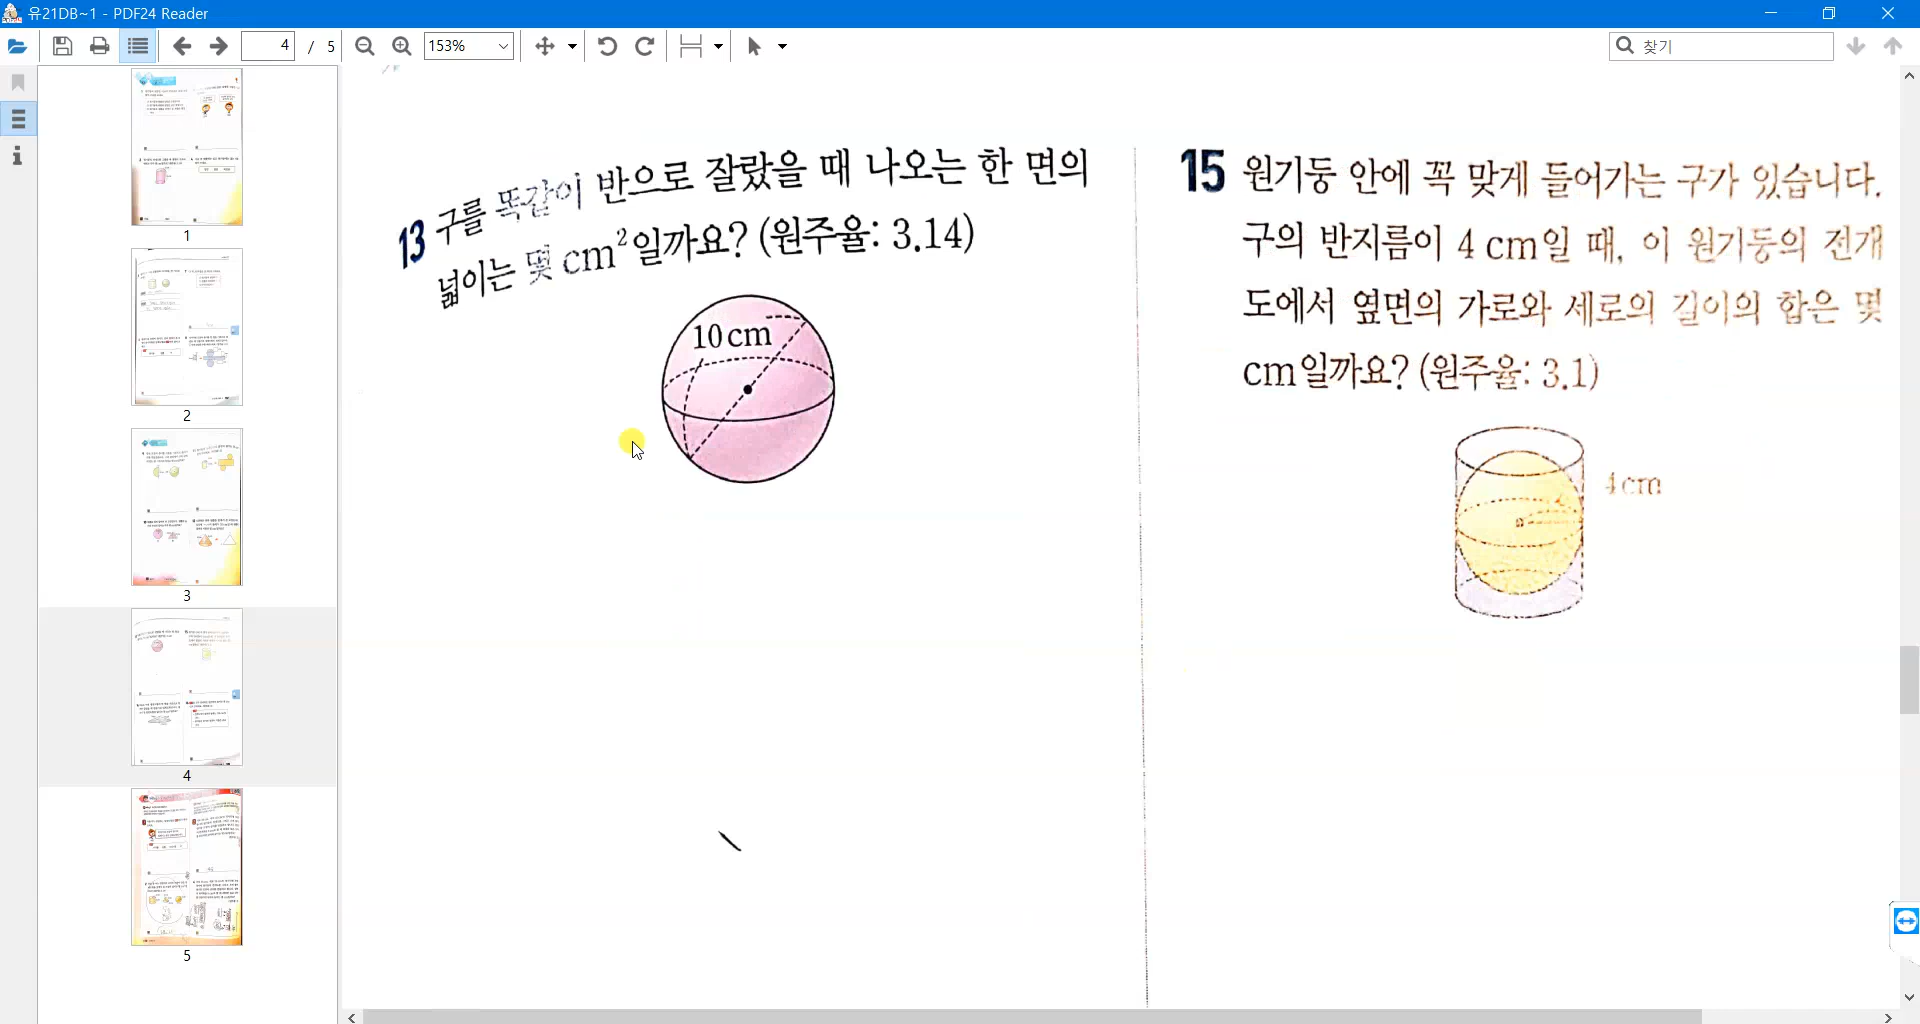 유21DB~1 - PDF24 Reader
4 / 5
153%
찾기
1
2
3
4
5
13 구를 똑같이 반으로 잘랐을 때 나오는 한 면의
넓이는 몇 cm²일까요? (원주율: 3.14)
10 cm
15 원기둥 안에 꼭 맞게 들어가는 구가 있습니다.
구의 반지름이 4 cm일 때, 이 원기둥의 전개
도에서 옆면의 가로와 세로의 길이의 합은 몇
cm일까요? (원주율: 3.1)
4 cm